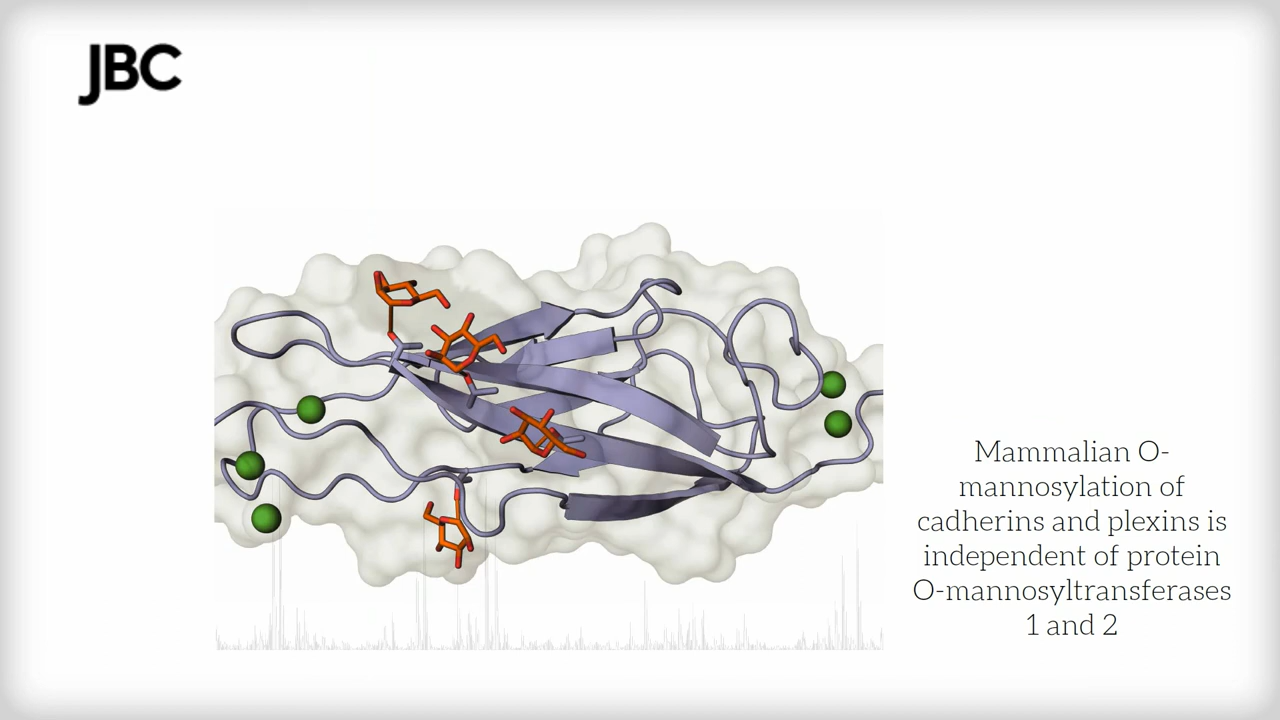 JBC
Mammalian O-
mannosylation of
cadherins and plexins is
independent of protein
O-mannosyltransferases
1 and 2